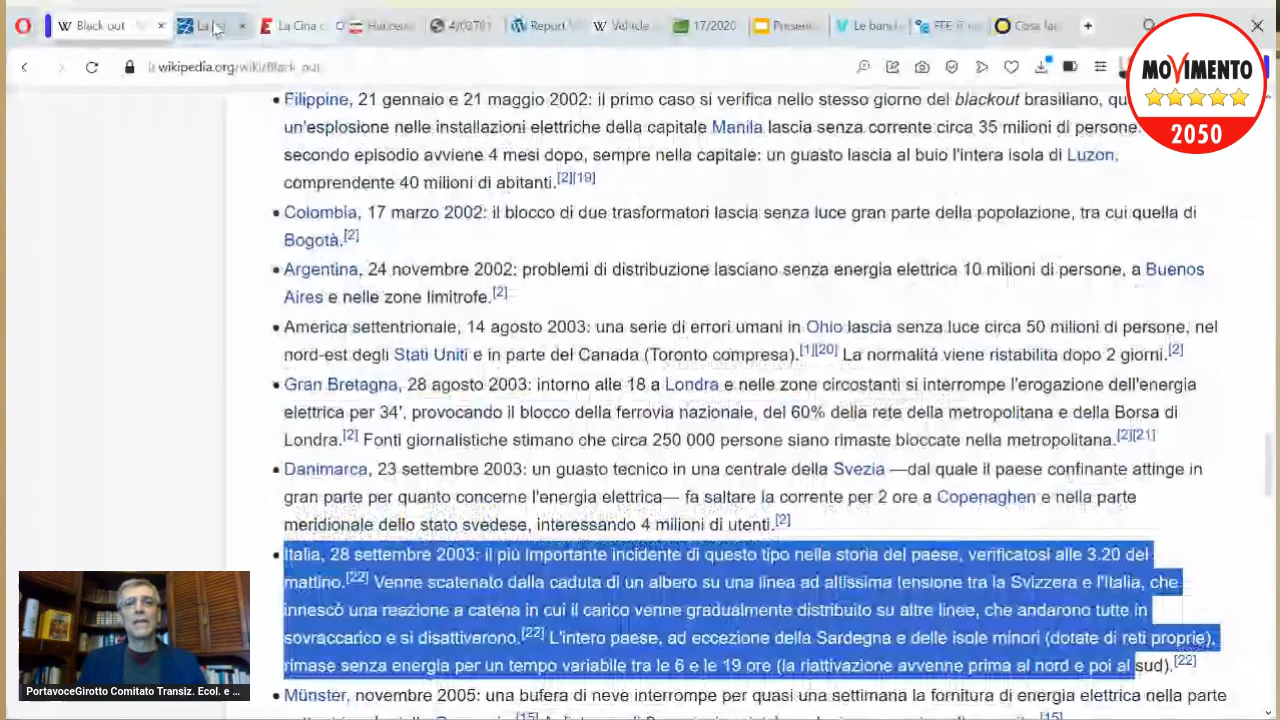 Black out
La Cina
4/02781
Report
Vehicle
17/2020
Present
Le band
Cosa fan
wikipedia.org/wiki/Black_out
MOVIMENTO
2050
Filippine, 21 gennaio e 21 maggio 2002: il primo caso si verifica nello stesso giorno del blackout brasiliano,
un'esplosione nelle installazioni elettriche della capitale Manila lascia senza corrente circa 35 milioni di persone.
secondo episodio avviene 4 mesi dopo, sempre nella capitale: un guasto lascia al buio l'intera isola di Luzon,
comprendente 40 milioni di abitanti.[2][19]
Colombia, 17 marzo 2002: il blocco di due trasformatori lascia senza luce gran parte della popolazione, tra cui quella di
Bogotà.[2]
Argentina, 24 novembre 2002: problemi di distribuzione lasciano senza energia elettrica 10 milioni di persone, a Buenos
Aires e nelle zone limitrofe.[2]
America settentrionale, 14 agosto 2003: una serie di errori umani in Ohio lascia senza luce circa 50 milioni di persone, nel
nord-est degli Stati Uniti e in parte del Canada (Toronto compresa).[1][20] La normalità viene ristabilita dopo 2 giorni.[2]
Gran Bretagna, 28 agosto 2003: intorno alle 18 a Londra e nelle zone circostanti si interrompe l'erogazione dell'energia
elettrica per 34', provocando il blocco della ferrovia nazionale, del 60% della rete della metropolitana e della Borsa di
Londra.[2] Fonti giornalistiche stimano che circa 250 000 persone siano rimaste bloccate nella metropolitana.[2][21]
Danimarca, 23 settembre 2003: un guasto tecnico in una centrale della Svezia —dal quale il paese confinante attinge in
gran parte per quanto concerne l'energia elettrica— fa saltare la corrente per 2 ore a Copenaghen e nella parte
meridionale dello stato svedese, interessando 4 milioni di utenti.[2]
Italia, 28 settembre 2003: il più importante incidente di questo tipo nella storia del paese, verificatosi alle 3.20 del
mattino.[22] Venne scatenato dalla caduta di un albero su una linea ad altissima tensione tra la Svizzera e l'Italia, che
innescò una reazione a catena in cui il carico venne gradualmente distribuito su altre linee, che andarono tutte in
sovraccarico e si disattivarono.[22] L'intero paese, ad eccezione della Sardegna e delle isole minori (dotate di reti proprie),
rimase senza energia per un tempo variabile tra le 6 e le 19 ore (la riattivazione avvenne prima al nord e poi al sud).[22]
Münster, novembre 2005: una bufera di neve interrompe per quasi una settimana la fornitura di energia elettrica nella parte
[15]
[15]
PortavoceGirotto Comitato Transiz. Ecol. e ...